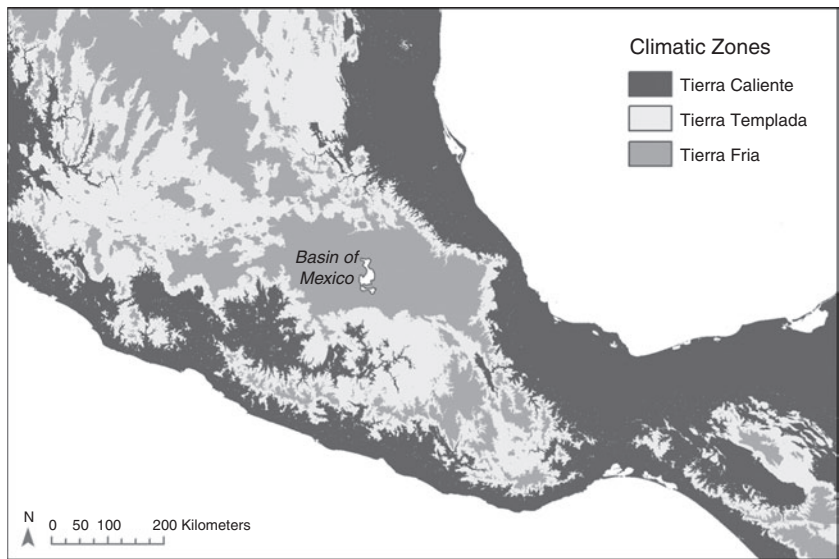 Climatic Zones
Tierra Caliente
Tierra Templada
Tierra Fria
Basin of
Mexico
N
0 50 100 200 Kilometers